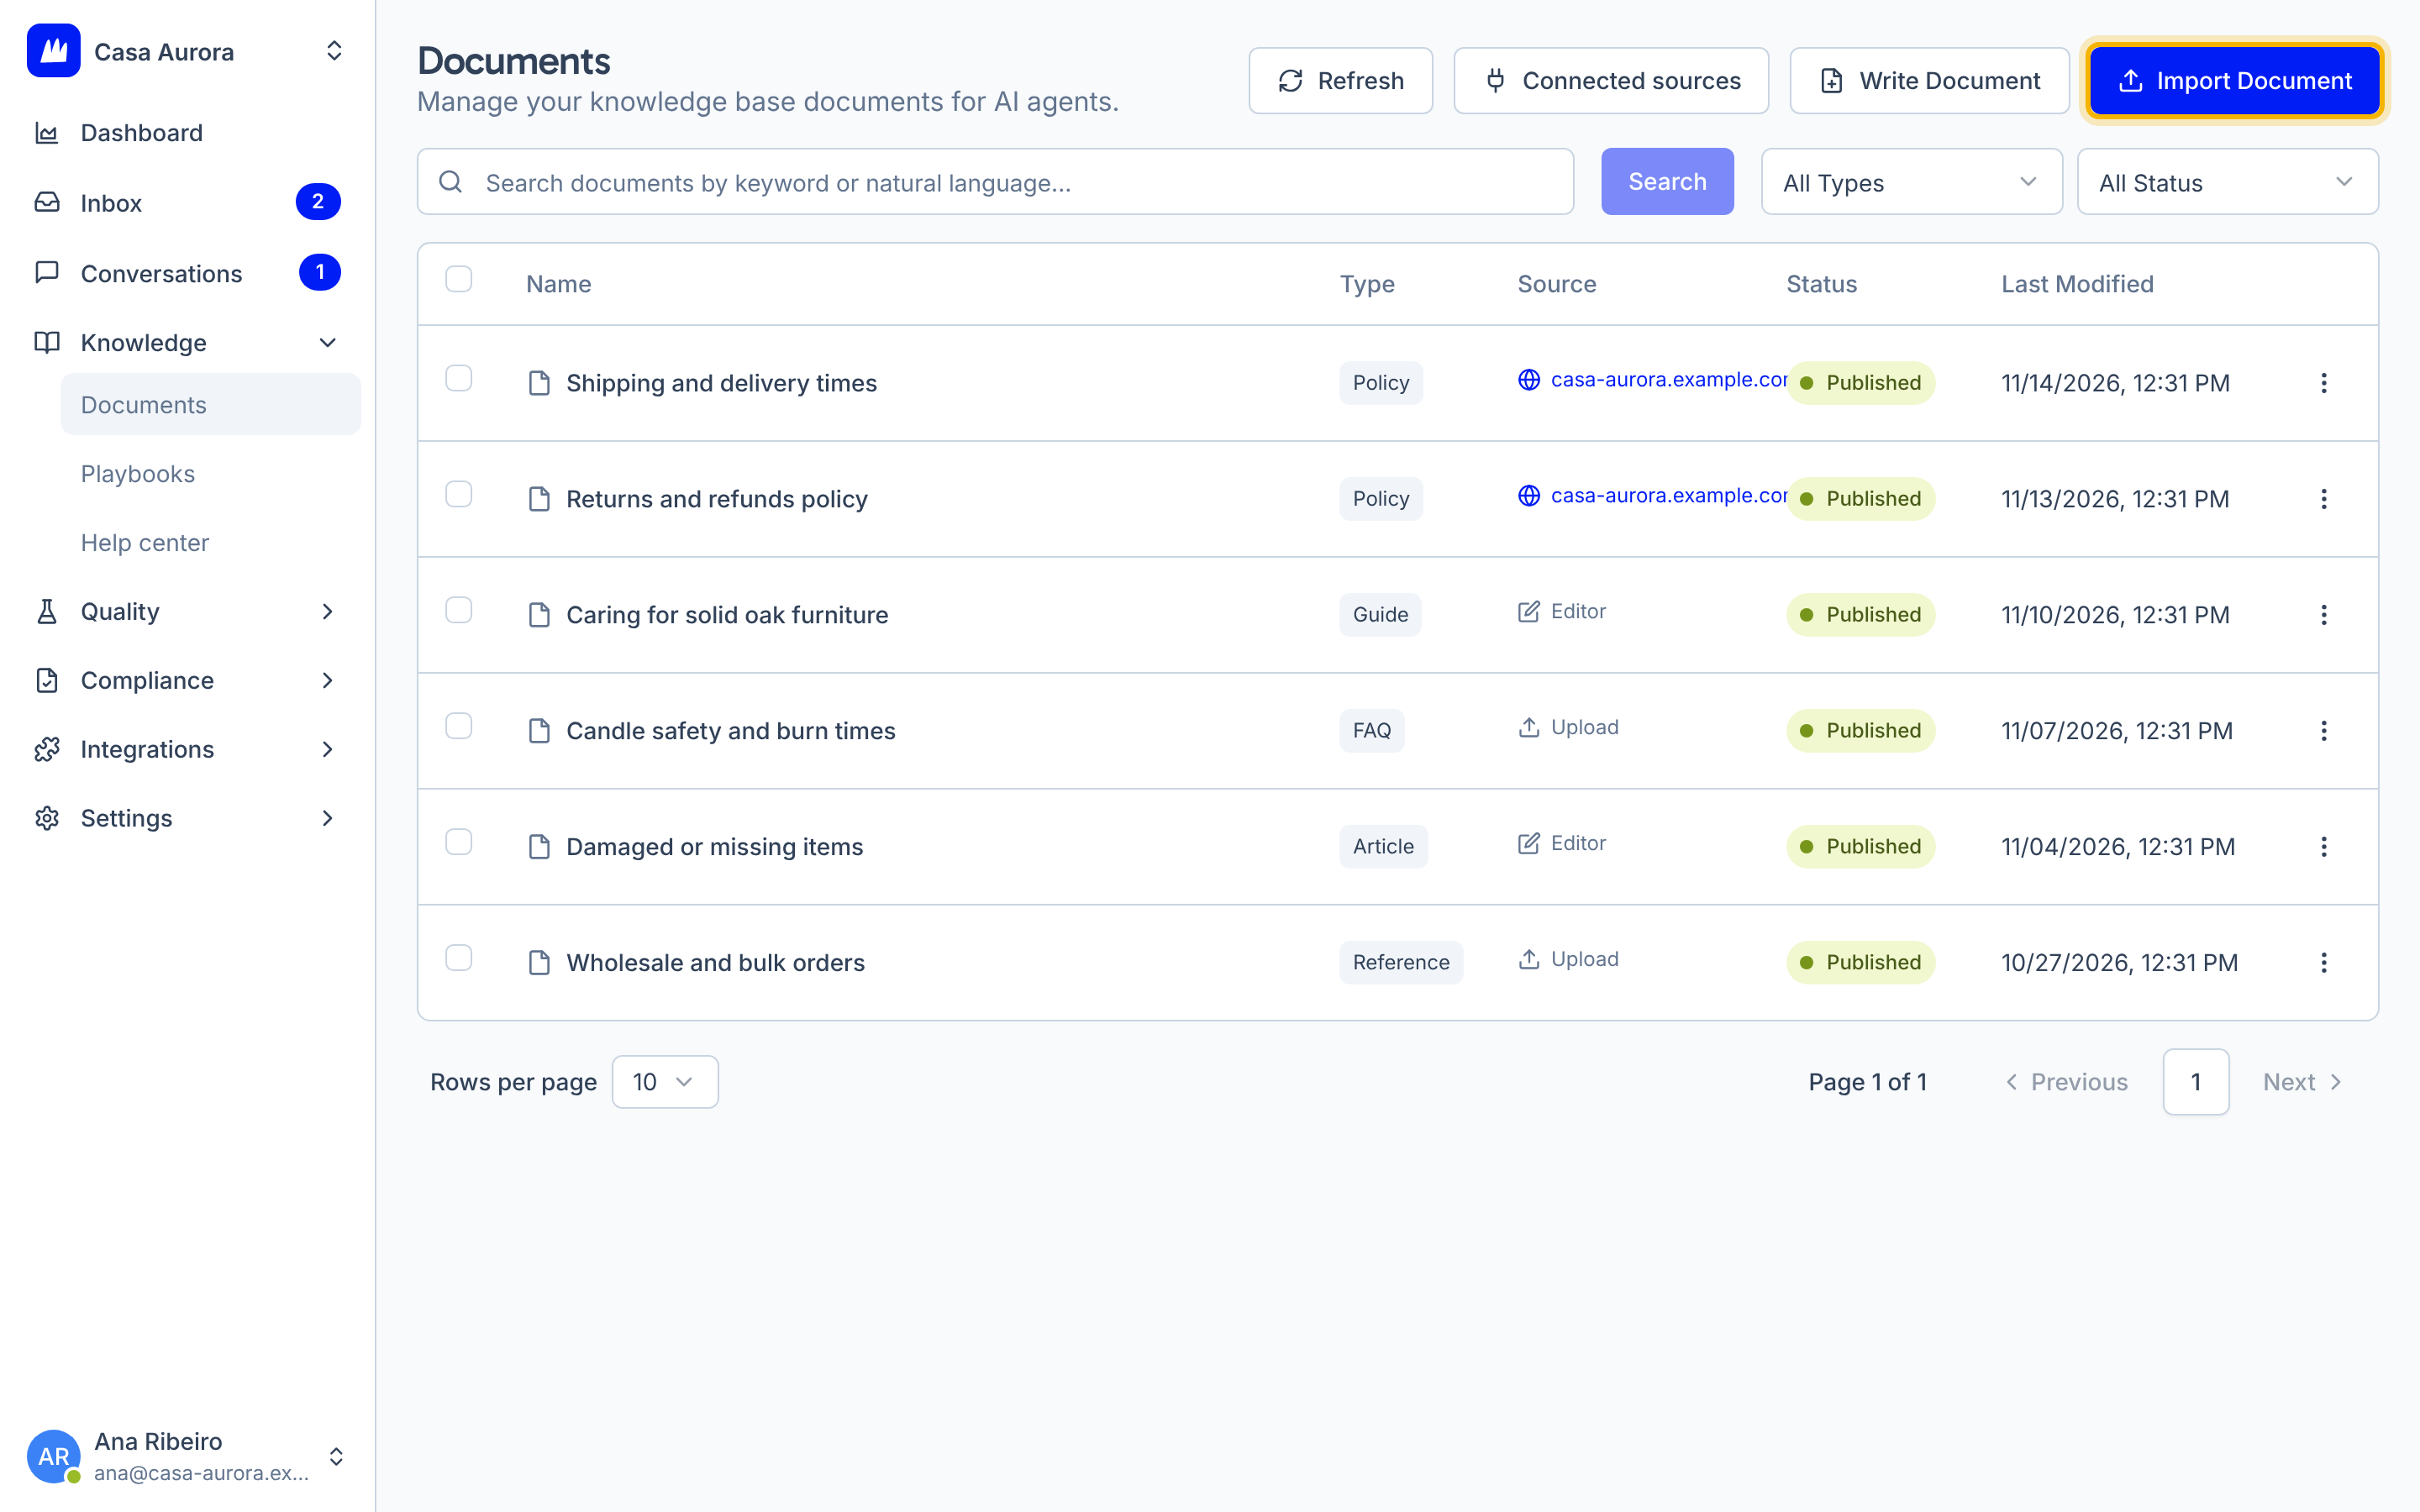 Casa Aurora
Dashboard
Inbox 2
Conversations 1
Knowledge
Documents
Playbooks
Help center
Quality
Compliance
Integrations
Settings
Ana Ribeiro
ana@casa-aurora.ex...
Documents
Manage your knowledge base documents for AI agents.
Refresh Connected sources Write Document Import Document
Search documents by keyword or natural language... Search All Types All Status
Name Type Source Status Last Modified
Shipping and delivery times Policy casa-aurora.example.cor Published 11/14/2026, 12:31 PM
Returns and refunds policy Policy casa-aurora.example.cor Published 11/13/2026, 12:31 PM
Caring for solid oak furniture Guide Editor Published 11/10/2026, 12:31 PM
Candle safety and burn times FAQ Upload Published 11/07/2026, 12:31 PM
Damaged or missing items Article Editor Published 11/04/2026, 12:31 PM
Wholesale and bulk orders Reference Upload Published 10/27/2026, 12:31 PM
Rows per page 10 Page 1 of 1 Previous 1 Next
AR